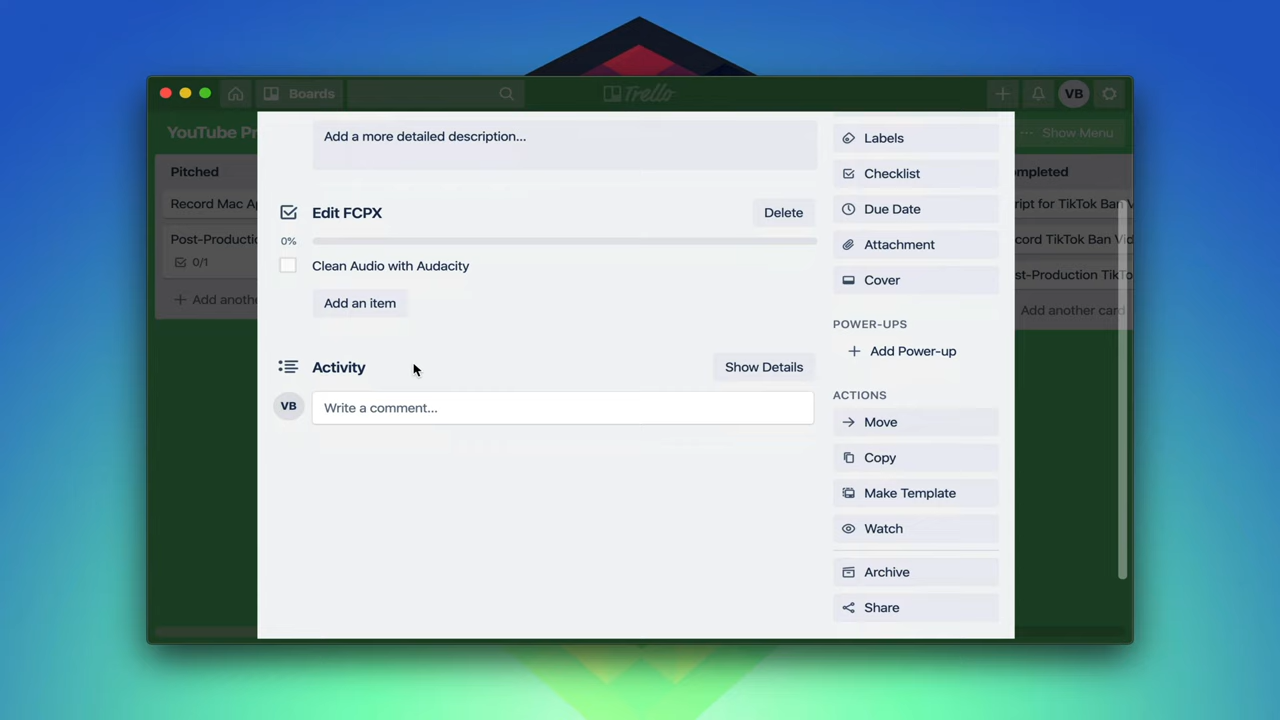 Boards
Trello
VB
YouTube Pr
Show Menu
Pitched
Record Mac Ap
Post-Productio
0/1
Add anothe
Add a more detailed description...
Edit FCPX
Delete
0%
Clean Audio with Audacity
Add an item
Activity
Show Details
VB
Write a comment...
Labels
Checklist
Due Date
Attachment
Cover
POWER-UPS
Add Power-up
ACTIONS
Move
Copy
Make Template
Watch
Archive
Share
ompleted
ript for TikTok Ban V
cord TikTok Ban Vid
st-Production TikTo
Add another card